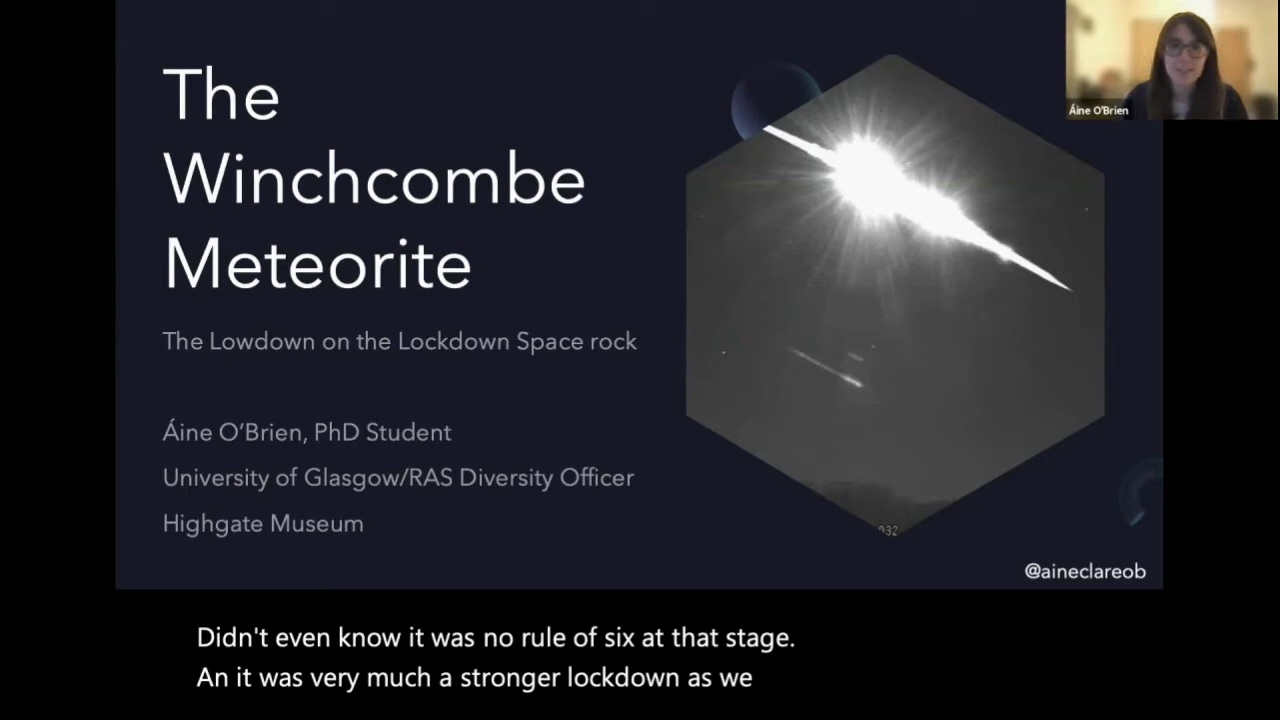 The
Winchcombe
Meteorite
The Lowdown on the Lockdown Space rock
Áine O'Brien, PhD Student
University of Glasgow/RAS Diversity Officer
Highgate Museum
032
@aineclareob
Áine O'Brien
Didn't even know it was no rule of six at that stage.
An it was very much a stronger lockdown as we